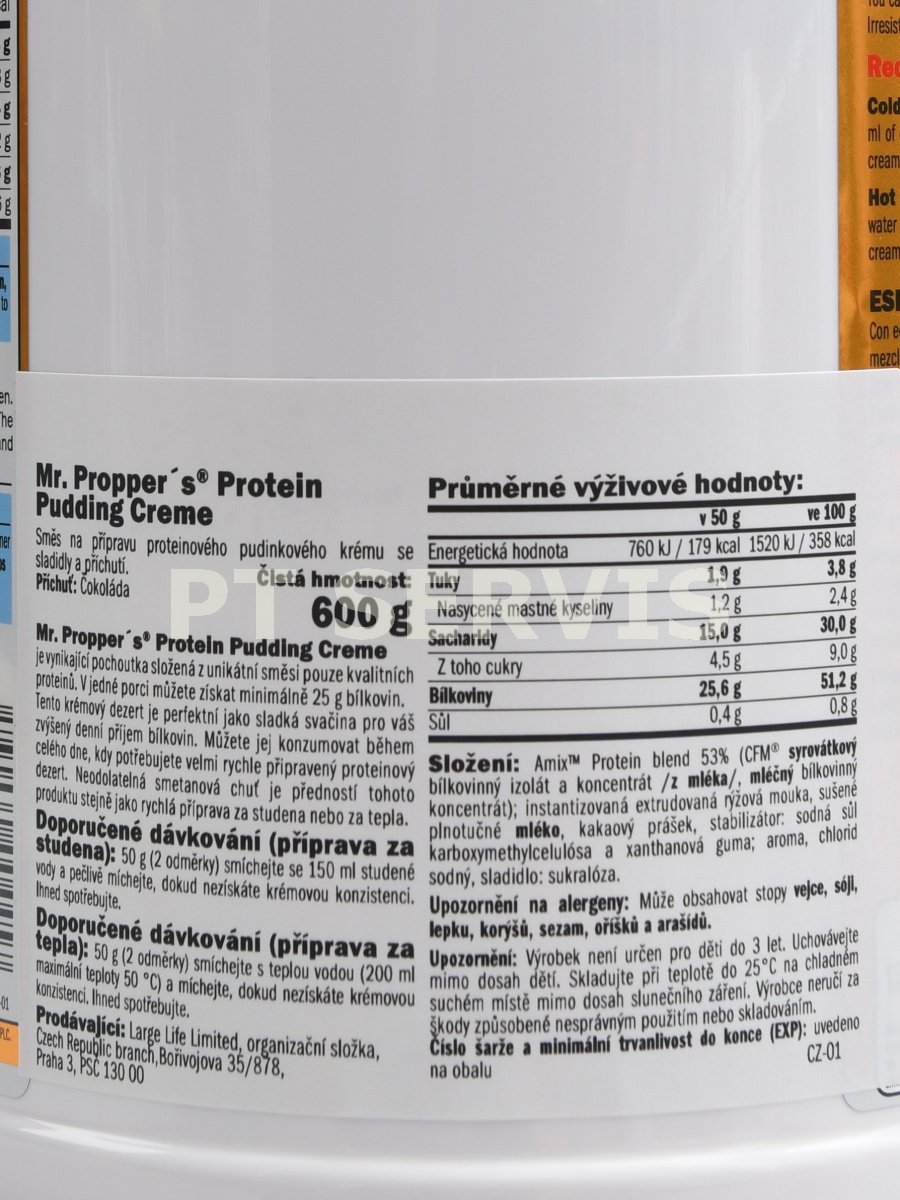 Irresist
Rec
Cold
ml of
cream
Hot
water
cream
Con e
mezcl
en.
The
and
to
Mr. Propper´s® Protein
Pudding Creme
Směs na přípravu proteinového pudinkového krému se
sladidly a příchutí.
Příchuť: Čokoláda
Čistá hmotnost:
600 g
Mr. Propper´s® Protein Pudding Creme
je vynikající pochoutka složená z unikátní směsi pouze kvalitních
proteinů. V jedné porci můžete získat minimálně 25 g bílkovin.
Tento krémový dezert je perfektní jako sladká svačina pro váš
zvýšený denní příjem bílkovin. Můžete jej konzumovat během
celého dne, kdy potřebujete velmi rychle připravený proteinový
dezert. Neodolatelná smetanová chuť je předností tohoto
produktu stejně jako rychlá příprava za studena nebo za tepla.
Doporučené dávkování (příprava za
studena): 50 g (2 odměrky) smíchejte se 150 ml studené
vody a pečlivě míchejte, dokud nezískáte krémovou konzistenci.
Ihned spotřebujte.
Doporučené dávkování (příprava za
tepla): 50 g (2 odměrky) smíchejte s teplou vodou (200 ml
maximální teploty 50 °C) a míchejte, dokud nezískáte krémovou
konzistenci. Ihned spotřebujte.
Prodávající: Large Life Limited, organizační složka,
Czech Republic branch, Bořivojova 35/878,
Praha 3, PSČ 130 00
Průměrné výživové hodnoty:
v 50 g ve 100 g
Energetická hodnota 760 kJ / 179 kcal 1520 kJ / 358 kcal
Tuky 1,9 g 3,8 g
Nasycené mastné kyseliny 1,2 g 2,4 g
Sacharidy 15,0 g 30,0 g
Z toho cukry 4,5 g 9,0 g
Bílkoviny 25,6 g 51,2 g
Sůl 0,4 g 0,8 g
Složení: Amix™ Protein blend 53% (CFM® syrovátkový
bílkovinný izolát a koncentrát /z mléka/, mléčný bílkovinný
koncentrát); instantizovaná extrudovaná rýžová mouka, sušené
plnotučné mléko, kakaový prášek, stabilizátor: sodná sůl
karboxymethylcelulósa a xanthanová guma; aroma, chlorid
sodný, sladidlo: sukralóza.
Upozornění na alergeny: Může obsahovat stopy vejce, sóji,
lepku, korýšů, sezam, oříšků a arašídů.
Upozornění: Výrobek není určen pro děti do 3 let. Uchovávejte
mimo dosah dětí. Skladujte při teplotě do 25°C na chladném
suchém místě mimo dosah slunečního záření. Výrobce neručí za
škody způsobené nesprávným použitím nebo skladováním.
Číslo šarže a minimální trvanlivost do konce (EXP): uvedeno
na obalu
CZ-01
PT SERVIS